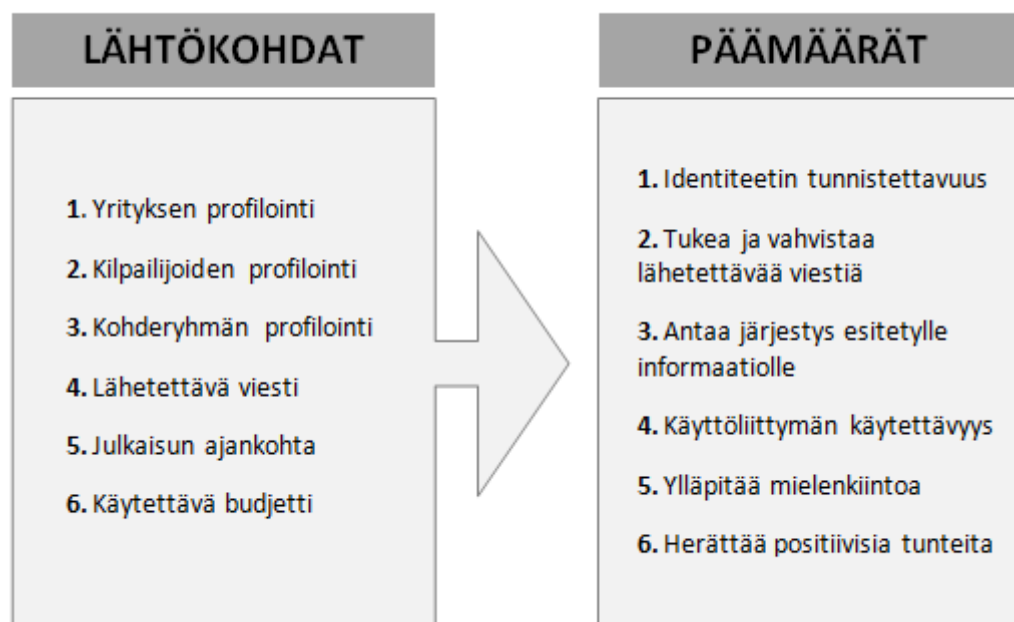 LÄHTÖKOHDAT
1. Yrityksen profilointi
2. Kilpailijoiden profilointi
3. Kohderyhmän profilointi
4. Lähetettävä viesti
5. Julkaisun ajankohta
6. Käytettävä budjetti
PÄÄMÄÄRÄT
1. Identiteetin tunnistettavuus
2. Tukea ja vahvistaa
lähetettävää viestiä
3. Antaa järjestys esitetylle
informaatiolle
4. Käyttöliittymän käytettävyys
5. Ylläpitää mielenkiintoa
6. Herättää positiivisia tunteita